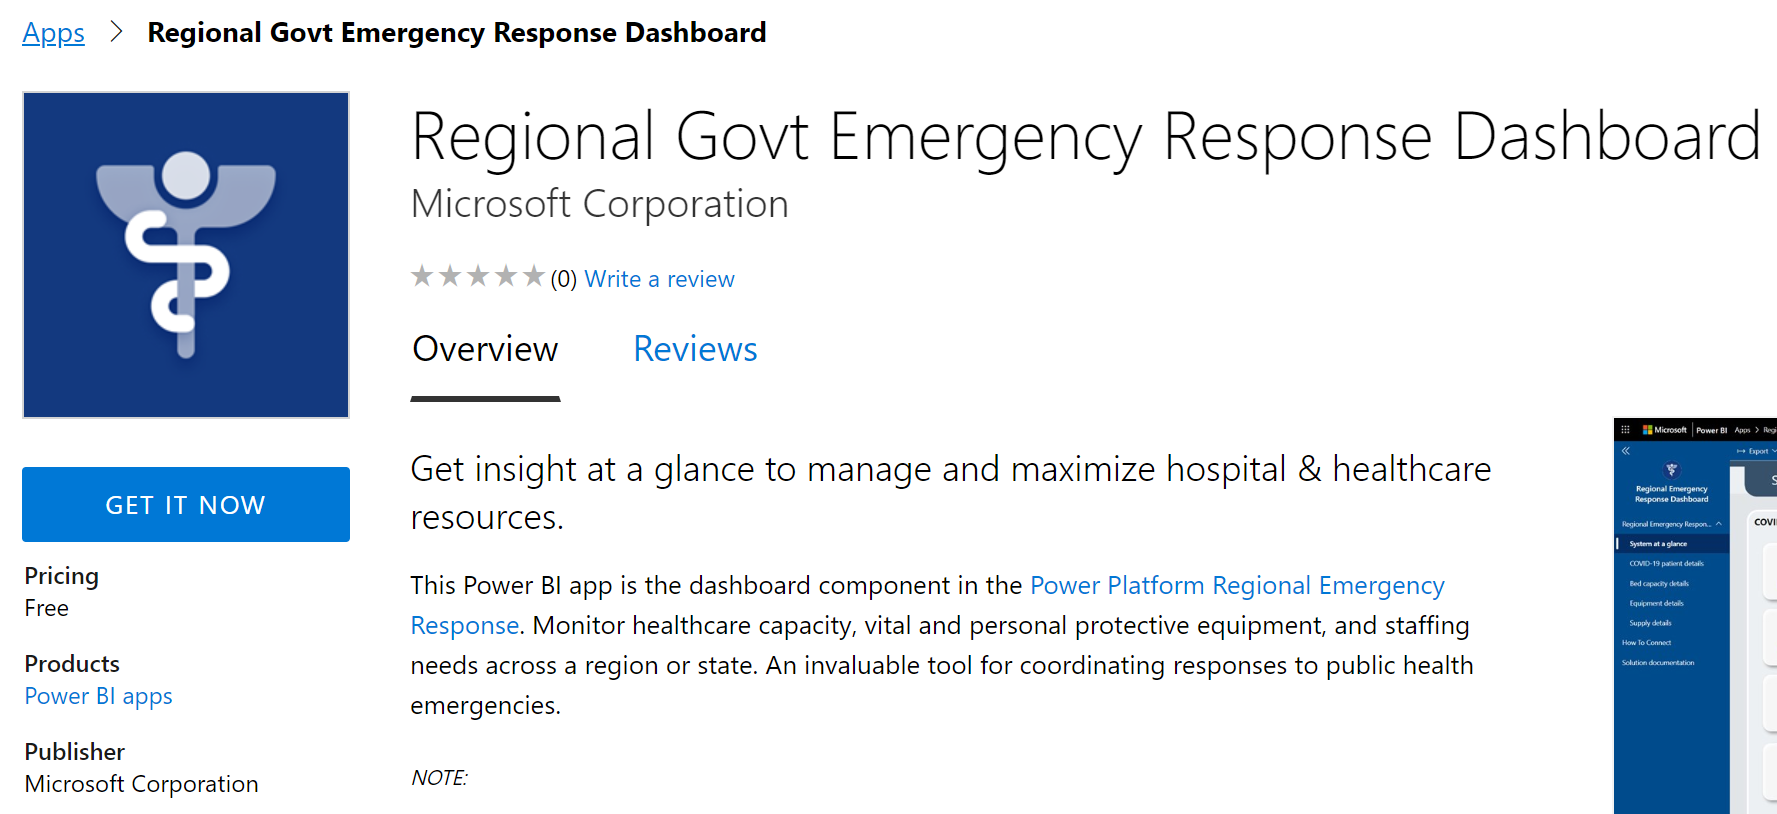 Apps > Regional Govt Emergency Response Dashboard
Regional Govt Emergency Response Dashboard
Microsoft Corporation
(0) Write a review
Overview Reviews
Get insight at a glance to manage and maximize hospital & healthcare
resources.
This Power BI app is the dashboard component in the Power Platform Regional Emergency
Response. Monitor healthcare capacity, vital and personal protective equipment, and staffing
needs across a region or state. An invaluable tool for coordinating responses to public health
emergencies.
NOTE:
GET IT NOW
Pricing
Free
Products
Power BI apps
Publisher
Microsoft Corporation
Microsoft Power BI Apps >
Export
Regional Emergency
Response Dashboard
Regional Emergency Respon...
System at a glance
COVID-19 patient details
Bed capacity details
Equipment details
Supply details
How To Connect
Solution documentation